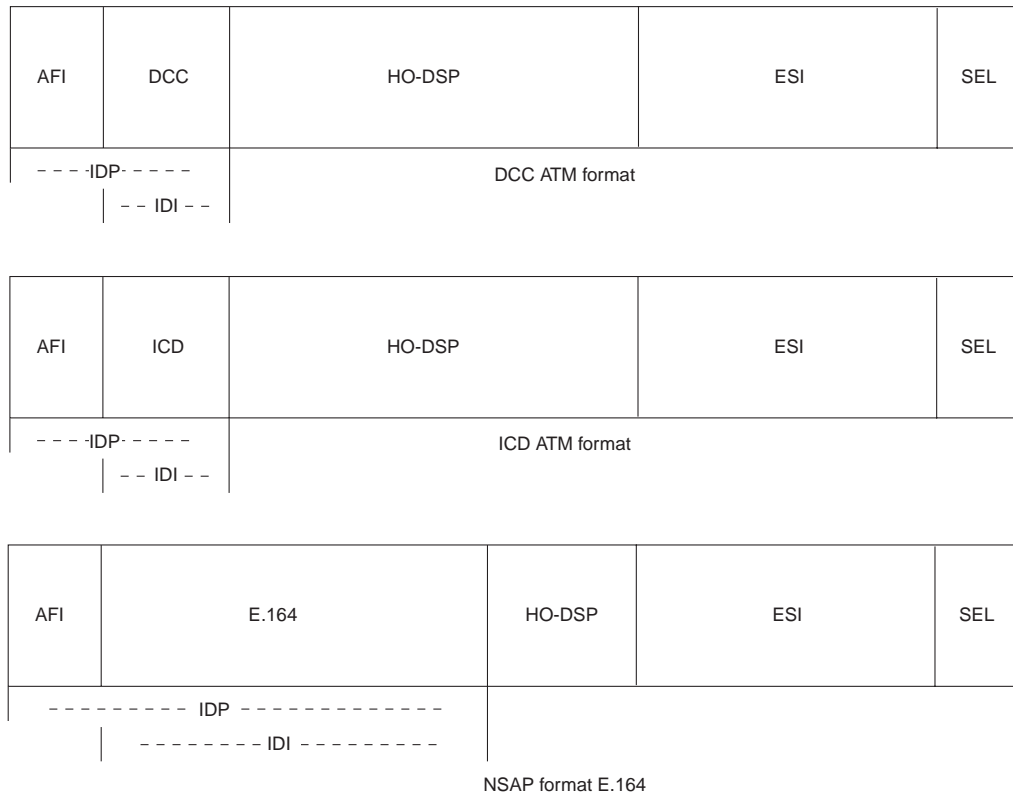 AFI DCC HO-DSP ESI SEL
- - - -IDP- - - - -
DCC ATM format
- - IDI - -
AFI ICD HO-DSP ESI SEL
- - - -IDP- - - - -
ICD ATM format
- - IDI - -
AFI E.164 HO-DSP ESI SEL
- - - - - - - - - IDP - - - - - - - - - - - - -
- - - - - - - - IDI - - - - - - - - -
NSAP format E.164